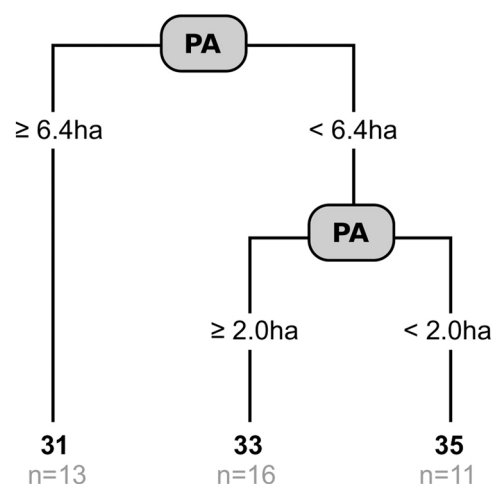 PA
≥ 6.4ha
< 6.4ha
PA
≥ 2.0ha
< 2.0ha
31
33
35
n=13
n=16
n=11